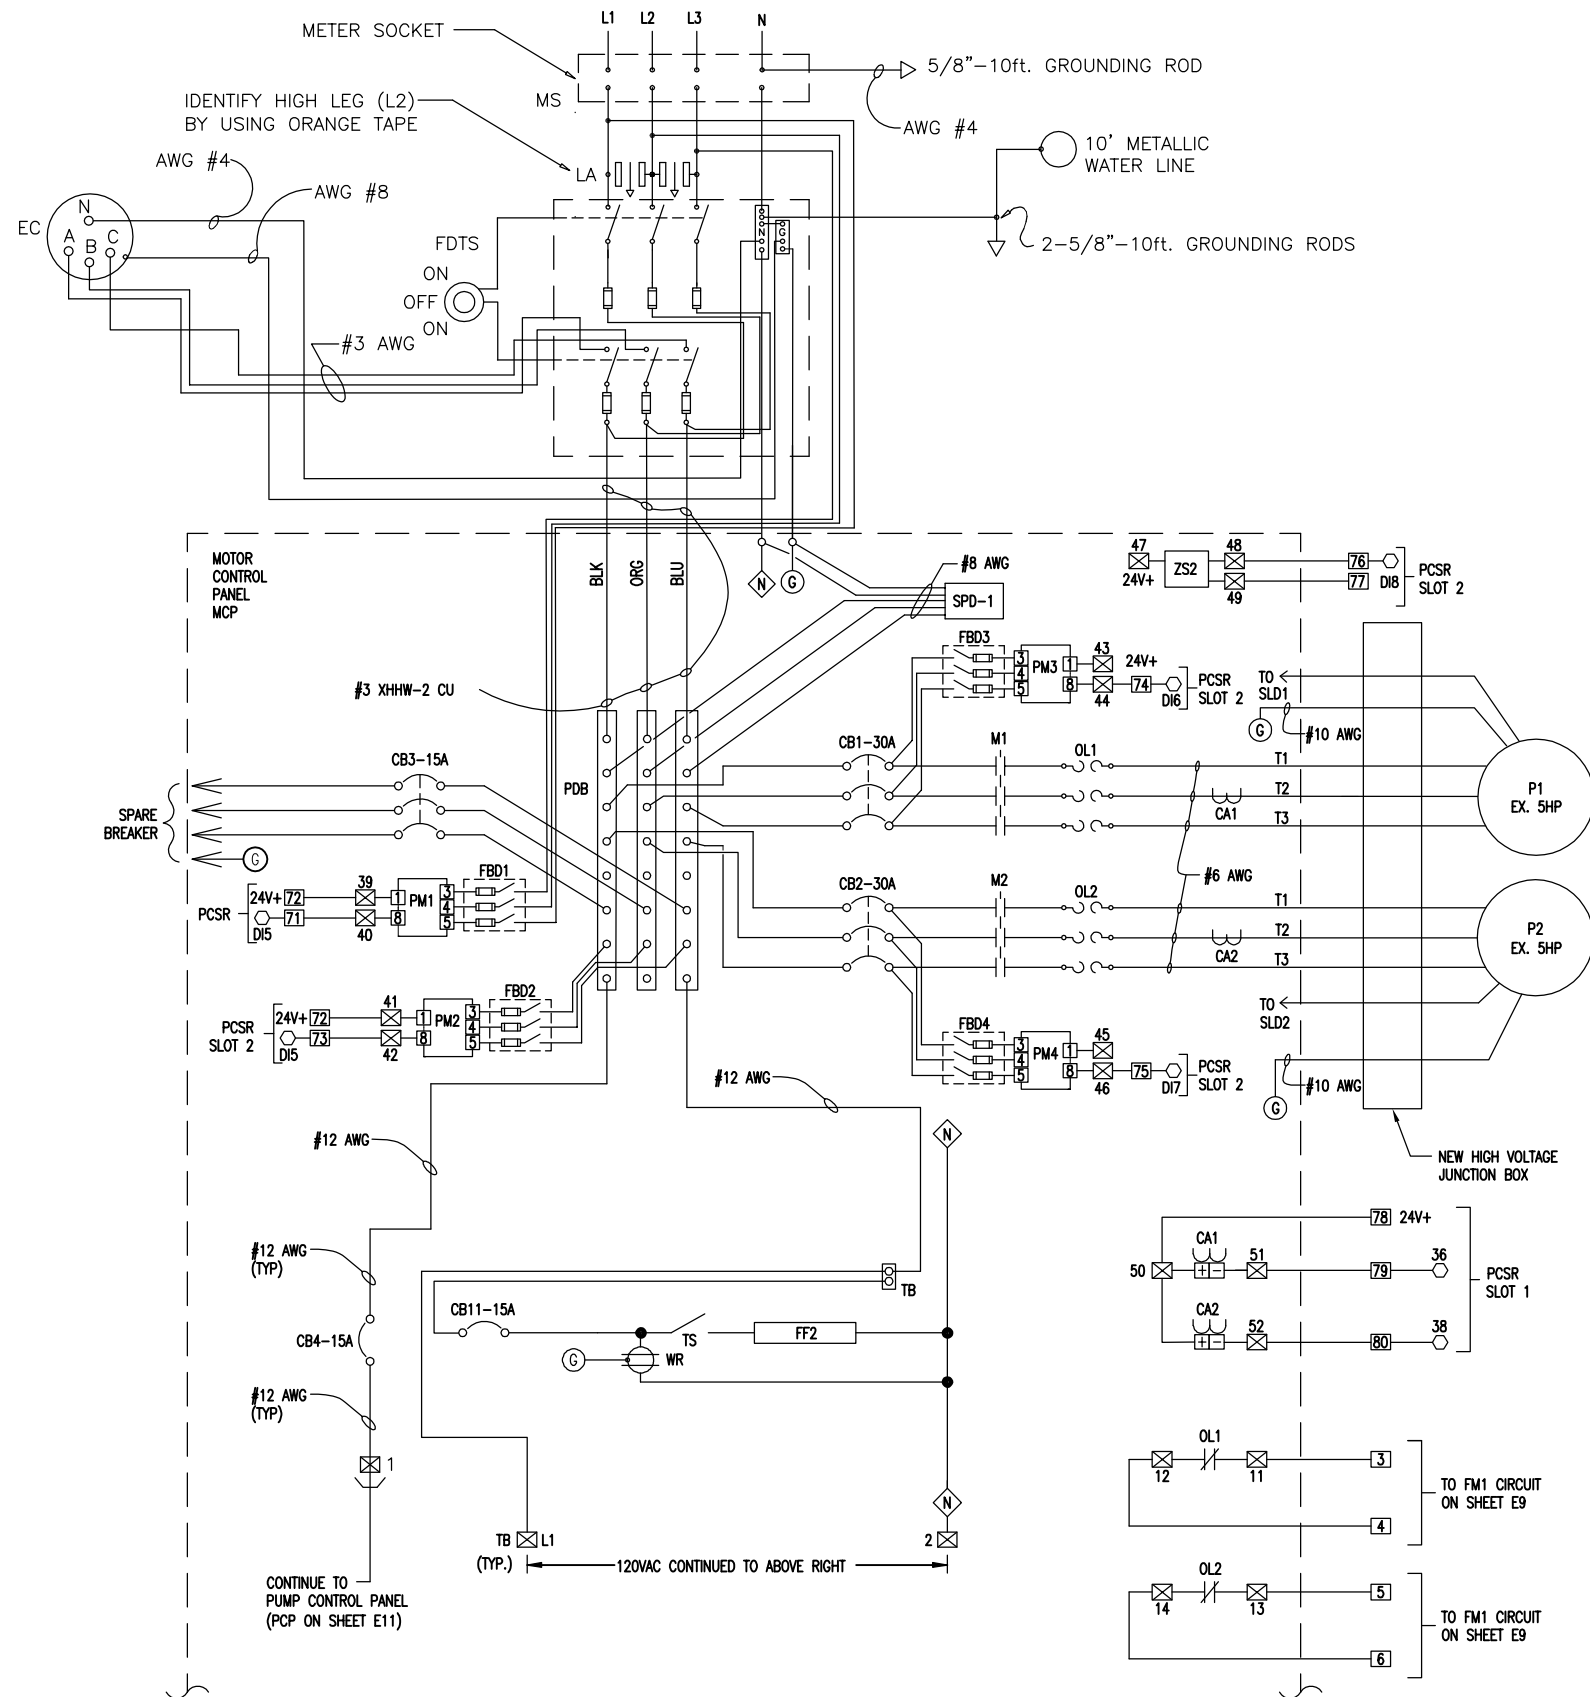 L1 L2 L3 N
METER SOCKET
5/8"-10ft. GROUNDING ROD
MS
IDENTIFY HIGH LEG (L2)
BY USING ORANGE TAPE
AWG #4
10' METALLIC
WATER LINE
AWG #4
LA
AWG #8
EC
N
A B C
N G
FDTS
2-5/8"-10ft. GROUNDING RODS
ON
OFF
ON
#3 AWG
MOTOR
CONTROL
PANEL
MCP
BLK ORG BLU
N G
#8 AWG
SPD-1
47 48
24V+ ZS2
49
76
77 DI8
PCSR
SLOT 2
FBD3
3
4
5
PM3
1
8
43
24V+
44
74 DI6
PCSR
SLOT 2
TO
SLD1
G
#10 AWG
#3 XHHW-2 CU
CB3-15A
PDB
SPARE
BREAKER
G
CB1-30A M1 OL1
T1
T2
CA1
T3
P1
EX. 5HP
#6 AWG
CB2-30A M2 OL2
T1
T2
CA2
T3
P2
EX. 5HP
FBD1
PCSR
24V+ 72 39 1 PM1 3
4
DI5 71 40 8 5
FBD2
PCSR
SLOT 2
24V+ 72 41 1 PM2 3
4
DI5 73 42 8 5
TO
SLD2
FBD4
3
4
5
PM4
1
8
45
46
75 DI7
PCSR
SLOT 2
#10 AWG
G
#12 AWG
#12 AWG
N
NEW HIGH VOLTAGE
JUNCTION BOX
#12 AWG
(TYP)
TB
CB11-15A
CB4-15A
TS
FF2
G WR
#12 AWG
(TYP)
1
78 24V+
CA1
50 + - 51 79 36
PCSR
SLOT 1
CA2
+ - 52 80 38
OL1
12 11 3
TO FM1 CIRCUIT
ON SHEET E9
4
N
TB L1
(TYP.)
2
120VAC CONTINUED TO ABOVE RIGHT
CONTINUE TO
PUMP CONTROL PANEL
(PCP ON SHEET E11)
OL2
14 13 5
TO FM1 CIRCUIT
ON SHEET E9
6